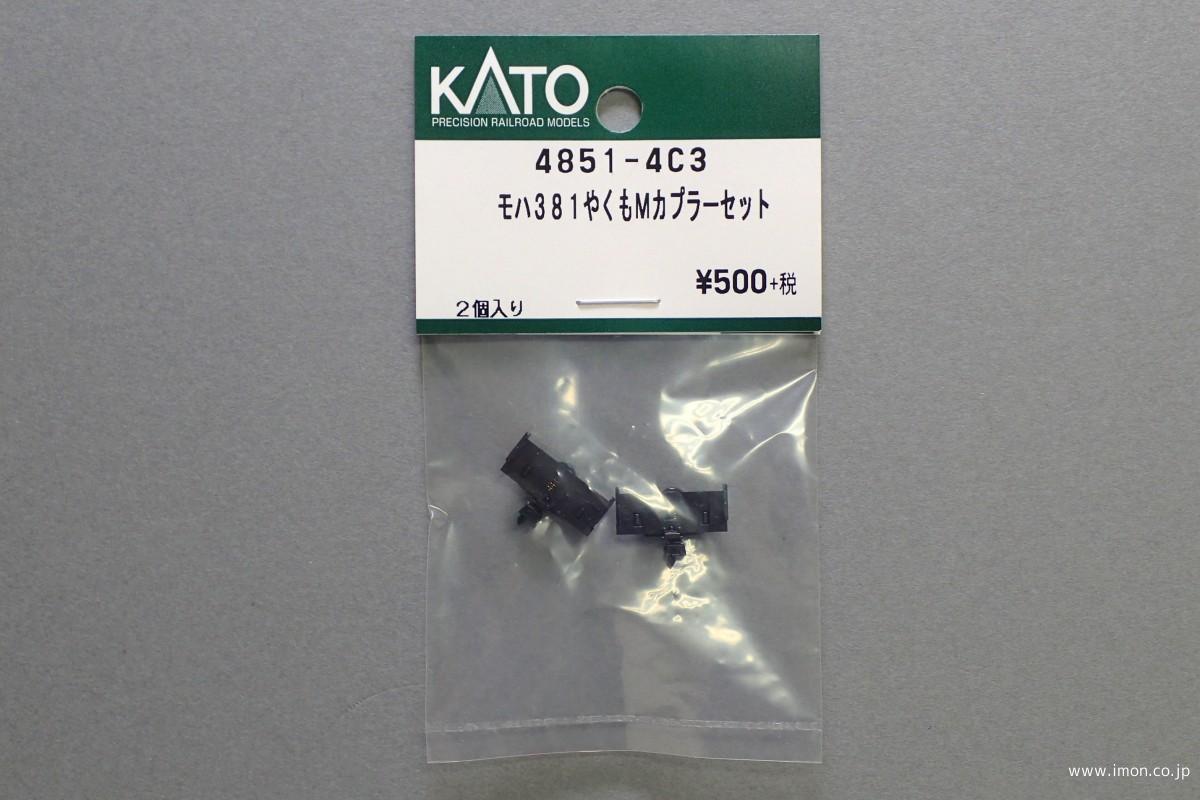 KATO
PRECISION RAILROAD MODELS
4851-4C3
モハ381やくもMカプラーセット
¥500+税
2個入り
www.imon.co.jp